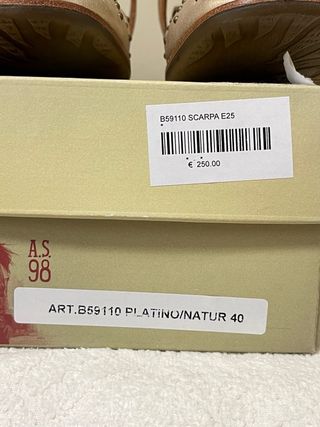 B59110 SCARPA E25
€ 250.00
A.S.
98
ART.B59110 PLATINO/NATUR 40